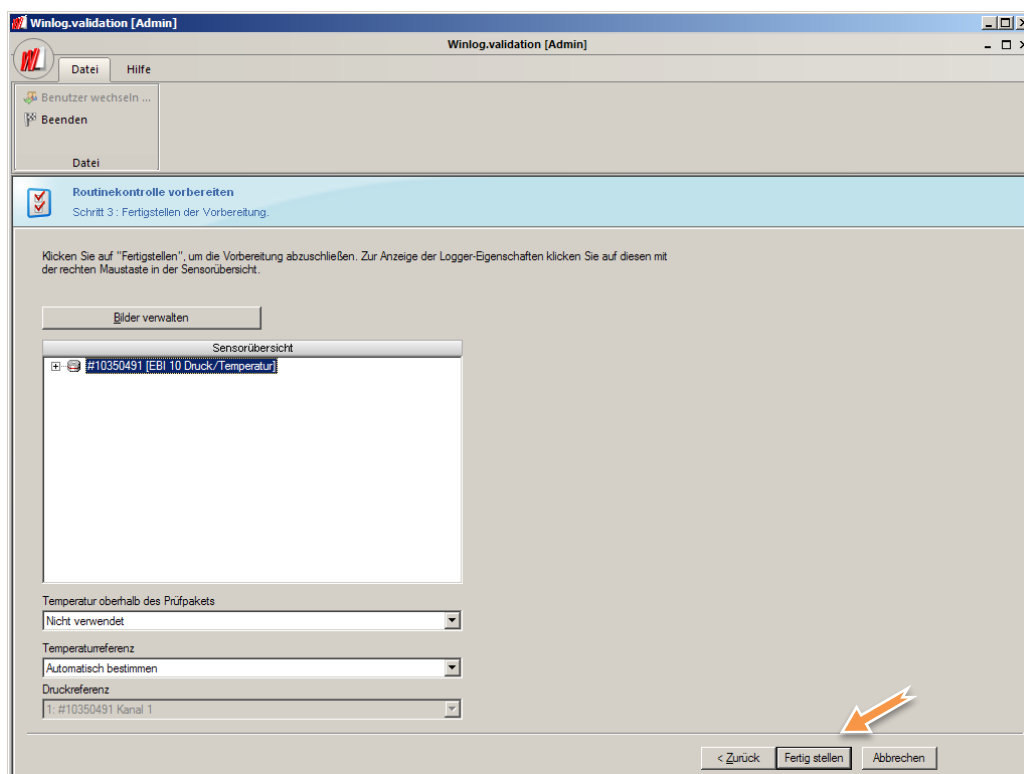 Winlog.validation [Admin]
Winlog.validation [Admin]
WL
Datei Hilfe
Benutzer wechseln ...
Beenden
Datei
Routinekontrolle vorbereiten
Schritt 3 : Fertigstellen der Vorbereitung.
Klicken Sie auf "Fertigstellen", um die Vorbereitung abzuschließen. Zur Anzeige der Logger-Eigenschaften klicken Sie auf diesen mit
der rechten Maustaste in der Sensorübersicht.
Bilder verwalten
Sensorübersicht
#10350491 [EBI 10 Druck/Temperatur]
Temperatur oberhalb des Prüfpakets
Nicht verwendet
Temperaturreferenz
Automatisch bestimmen
Druckreferenz
1: #10350491 Kanal 1
< Zurück Fertig stellen Abbrechen